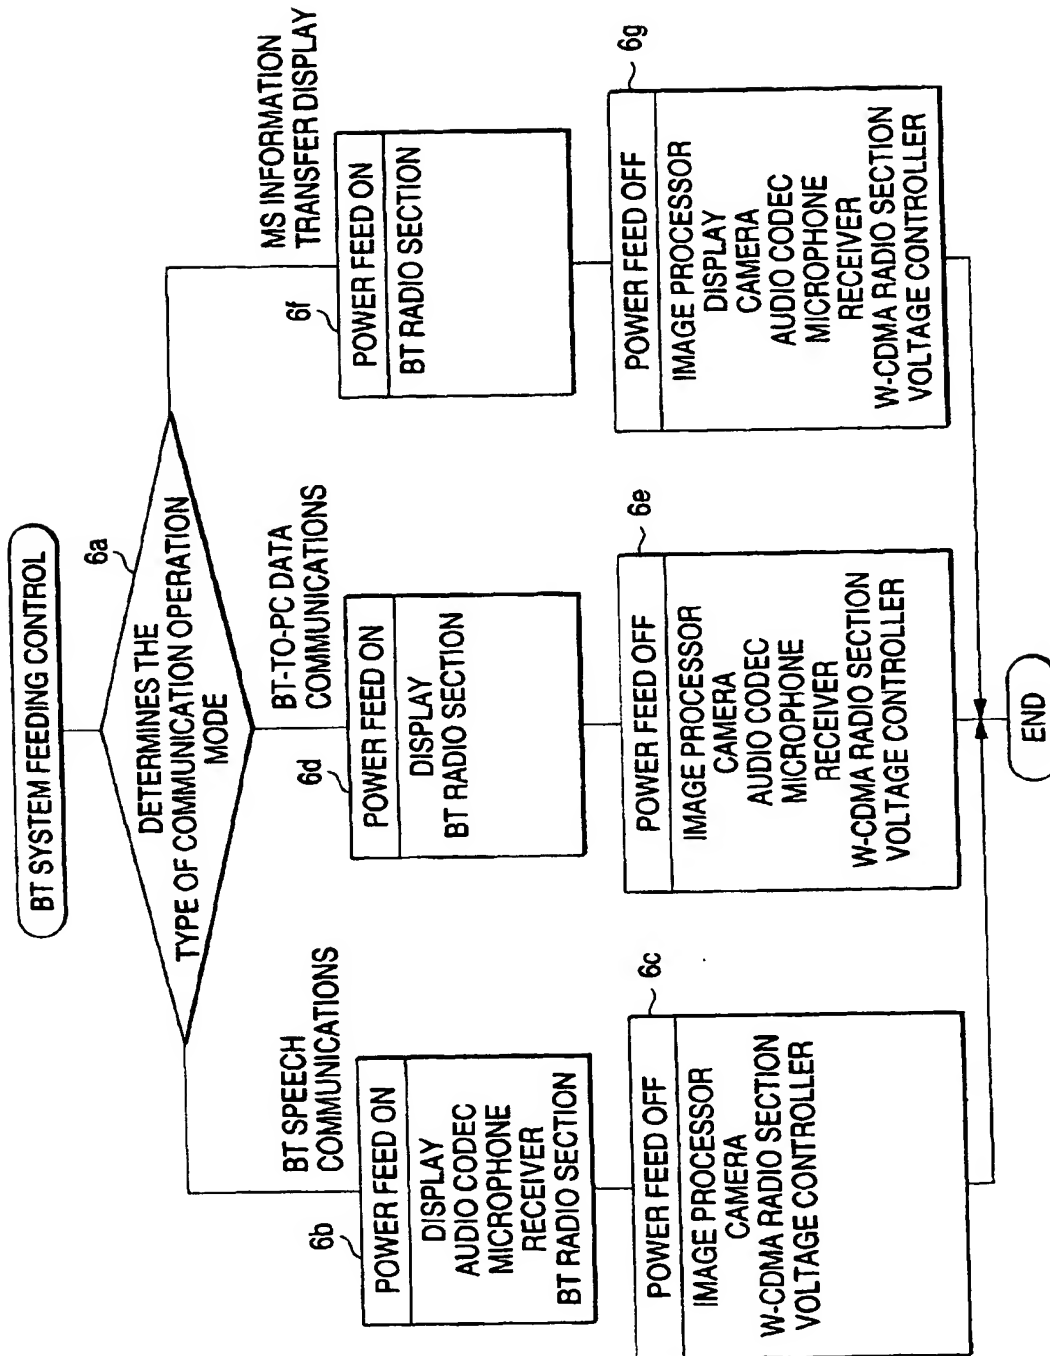 BT SYSTEM FEEDING CONTROL
6a
DETERMINES THE
TYPE OF COMMUNICATION OPERATION
MODE
BT SPEECH
COMMUNICATIONS
6b
POWER FEED ON
DISPLAY
AUDIO CODEC
MICROPHONE
RECEIVER
BT RADIO SECTION
6c
POWER FEED OFF
IMAGE PROCESSOR
CAMERA
W-CDMA RADIO SECTION
VOLTAGE CONTROLLER
BT-TO-PC DATA
COMMUNICATIONS
6d
POWER FEED ON
DISPLAY
BT RADIO SECTION
6e
POWER FEED OFF
IMAGE PROCESSOR
CAMERA
AUDIO CODEC
MICROPHONE
RECEIVER
W-CDMA RADIO SECTION
VOLTAGE CONTROLLER
MS INFORMATION
TRANSFER DISPLAY
6f
POWER FEED ON
BT RADIO SECTION
6g
POWER FEED OFF
IMAGE PROCESSOR
DISPLAY
CAMERA
AUDIO CODEC
MICROPHONE
RECEIVER
W-CDMA RADIO SECTION
VOLTAGE CONTROLLER
END